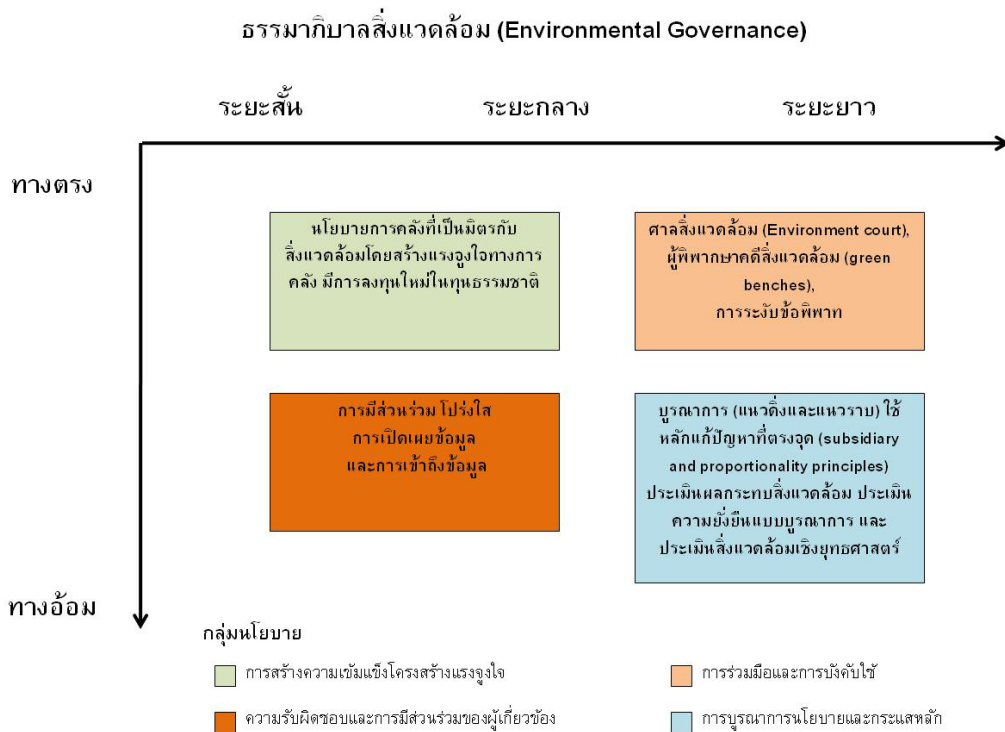 ธรรมาภิบาลสิ่งแวดล้อม (Environmental Governance)
ระยะสั้น ระยะกลาง ระยะยาว
ทางตรง
นโยบายการคลังที่เป็นมิตรกับ
สิ่งแวดล้อมโดยสร้างแรงจูงใจทางการ
คลัง มีการลงทุนใหม่ในทุนธรรมชาติ
ศาลสิ่งแวดล้อม (Environment court),
ผู้พิพากษาคดีสิ่งแวดล้อม (green
benches),
การระงับข้อพิพาท
การมีส่วนร่วม โปร่งใส
การเปิดเผยข้อมูล
และการเข้าถึงข้อมูล
บูรณาการ (แนวดิ่งและแนวราบ) ใช้
หลักแก้ปัญหาที่ตรงจุด (subsidiary
and proportionality principles)
ประเมินผลกระทบสิ่งแวดล้อม ประเมิน
ความยั่งยืนแบบบูรณาการ และ
ประเมินสิ่งแวดล้อมเชิงยุทธศาสตร์
ทางอ้อม
กลุ่มนโยบาย
การสร้างความเข้มแข็งโครงสร้างแรงจูงใจ
การร่วมมือและการบังคับใช้
ความรับผิดชอบและการมีส่วนร่วมของผู้เกี่ยวข้อง
การบูรณาการนโยบายและกระแสหลัก